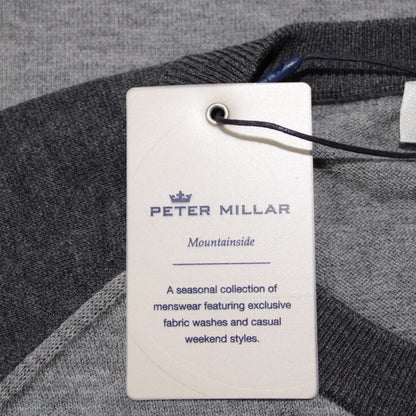 PETER MILLAR
Mountainside
A seasonal collection of
menswear featuring exclusive
fabric washes and casual
weekend styles.